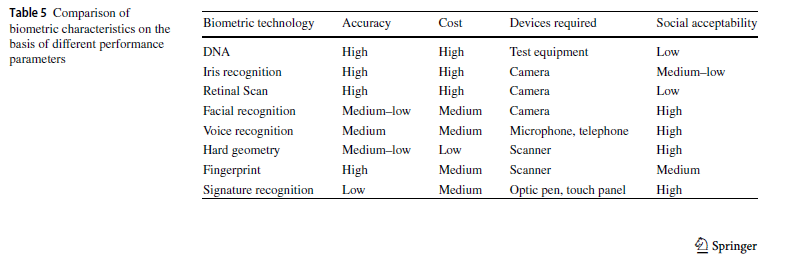 Table 5 Comparison of
biometric characteristics on the
basis of different performance
parameters
Biometric technology Accuracy Cost Devices required Social acceptability
DNA High High Test equipment Low
Iris recognition High High Camera Medium–low
Retinal Scan High High Camera Low
Facial recognition Medium–low Medium Camera High
Voice recognition Medium Medium Microphone, telephone High
Hard geometry Medium–low Low Scanner High
Fingerprint High Medium Scanner Medium
Signature recognition Low Medium Optic pen, touch panel High
Springer